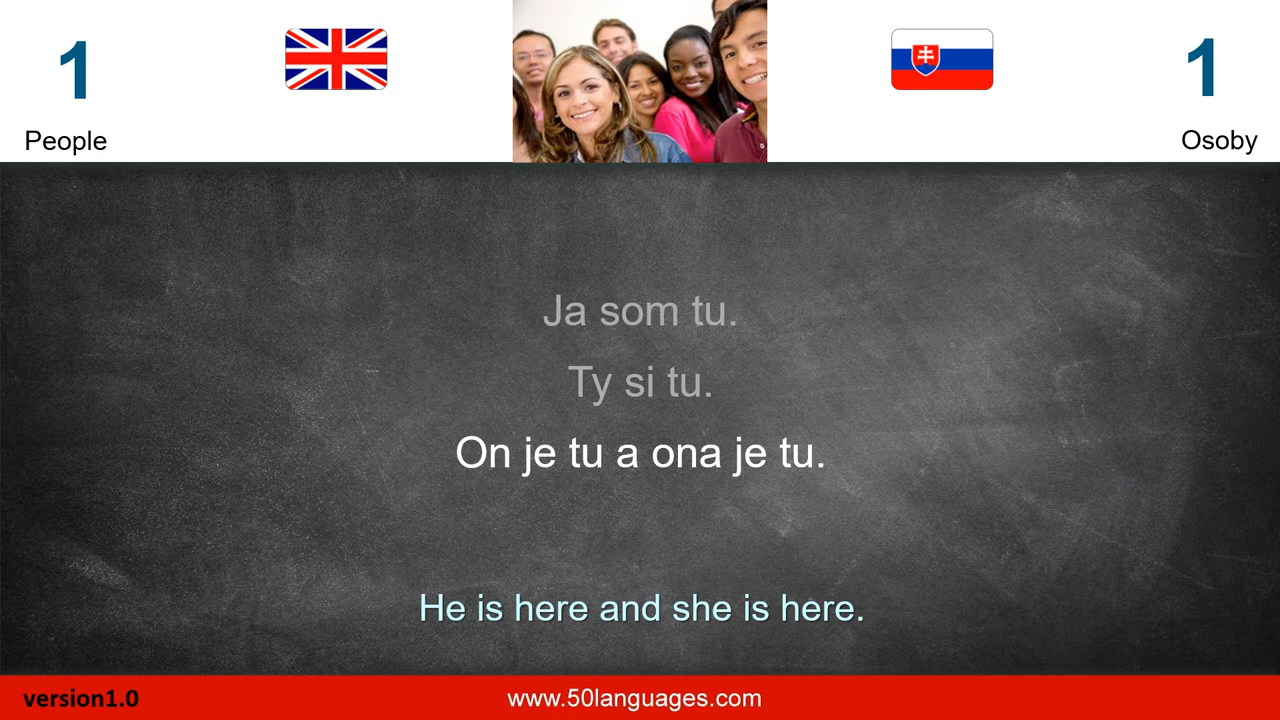 1
1
People
Osoby
Ja som tu.
Ty si tu.
On je tu a ona je tu.
He is here and she is here.
version1.0
www.50languages.com